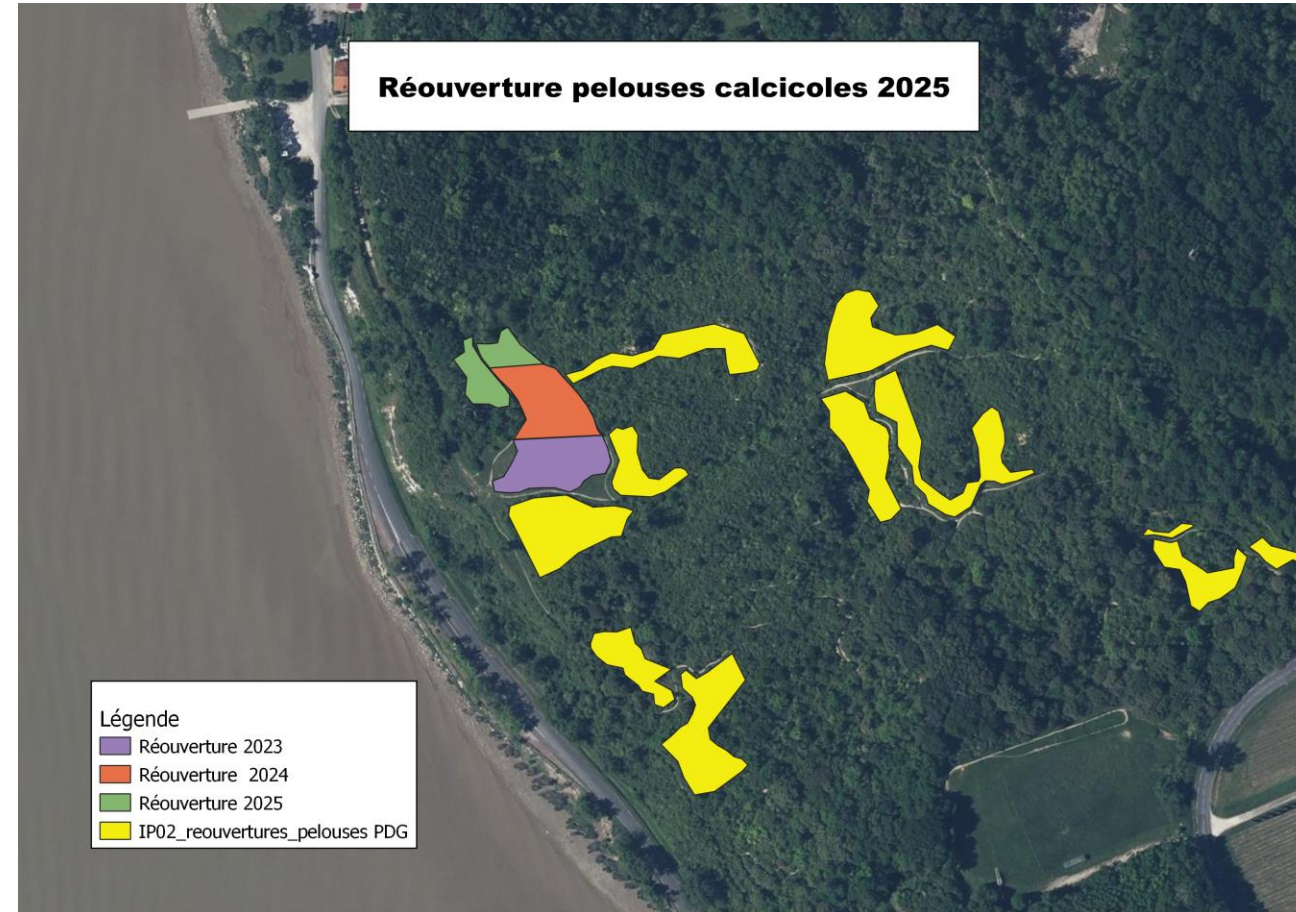 Réouverture pelouses calcicoles 2025
Légende
Réouverture 2023
Réouverture 2024
Réouverture 2025
IP02_reouvertures_pelouses PDG